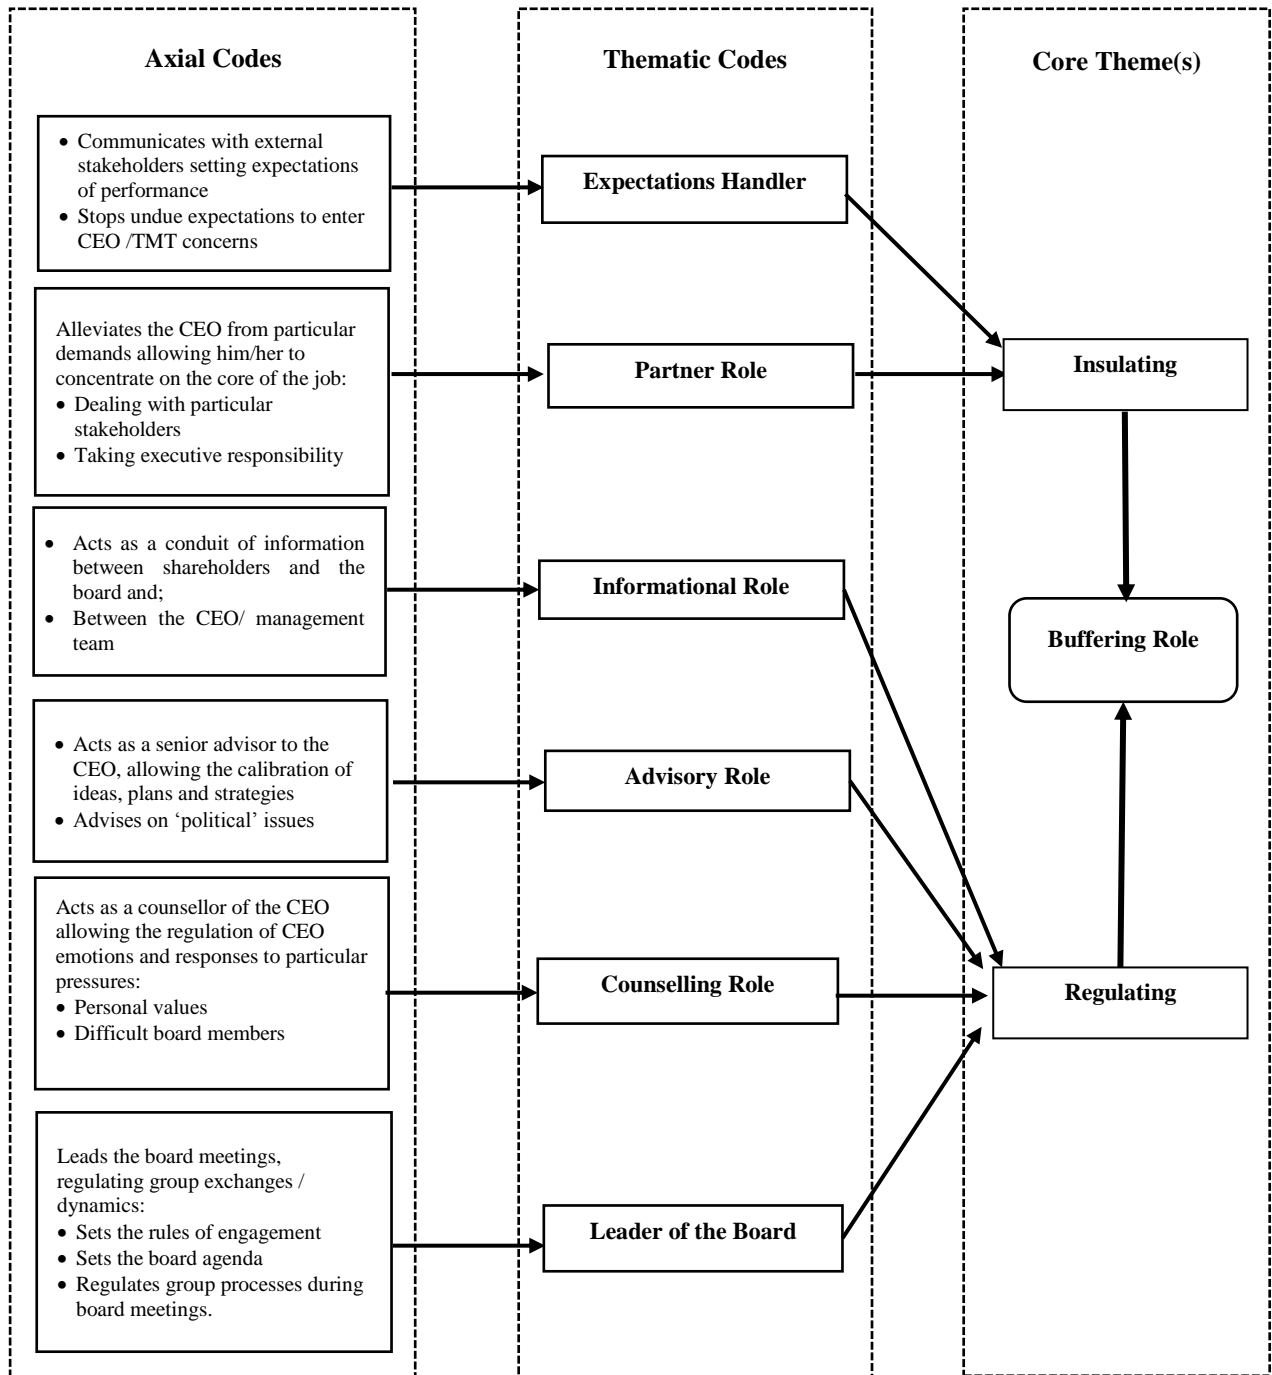 Axial Codes
• Communicates with external
stakeholders setting expectations
of performance
• Stops undue expectations to enter
CEO /TMT concerns
Alleviates the CEO from particular
demands allowing him/her to
concentrate on the core of the job:
• Dealing with particular
stakeholders
• Taking executive responsibility
• Acts as a conduit of information
between shareholders and the
board and;
• Between the CEO/ management
team
• Acts as a senior advisor to the
CEO, allowing the calibration of
ideas, plans and strategies
• Advises on ‘political’ issues
Acts as a counsellor of the CEO
allowing the regulation of CEO
emotions and responses to particular
pressures:
• Personal values
• Difficult board members
Leads the board meetings,
regulating group exchanges /
dynamics:
• Sets the rules of engagement
• Sets the board agenda
• Regulates group processes during
board meetings.
Thematic Codes
Expectations Handler
Partner Role
Informational Role
Advisory Role
Counselling Role
Leader of the Board
Core Theme(s)
Insulating
Buffering Role
Regulating